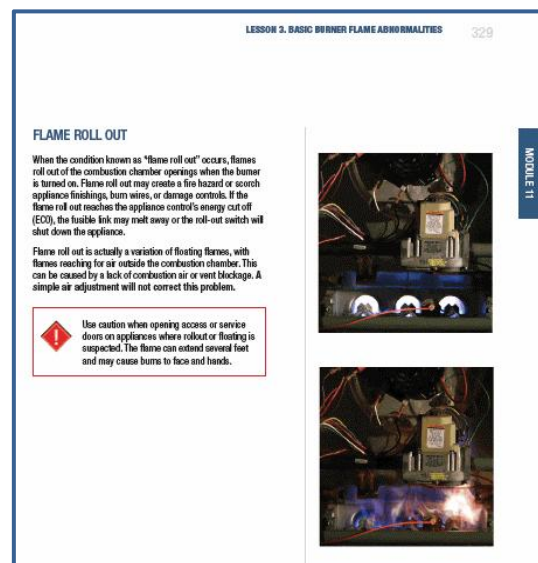 LESSON 3. BASIC BURNER FLAME ABNORMALITIES 329
FLAME ROLL OUT
When the condition known as "flame roll out" occurs, flames
roll out of the combustion chamber openings when the burner
is turned on. Flame roll out may create a fire hazard or scorch
appliance finishings, burn wires, or damage controls. If the
flame roll out reaches the appliance control's energy cut off
(ECO), the fusible link may melt away or the roll-out switch will
shut down the appliance.
Flame roll out is actually a variation of floating flames, with
flames reaching for air outside the combustion chamber. This
can be caused by a lack of combustion air or vent blockage. A
simple air adjustment will not correct this problem.
Use caution when opening access or service
doors on appliances where rollout or floating is
suspected. The flame can extend several feet
and may cause burns to face and hands.
MODULE 11